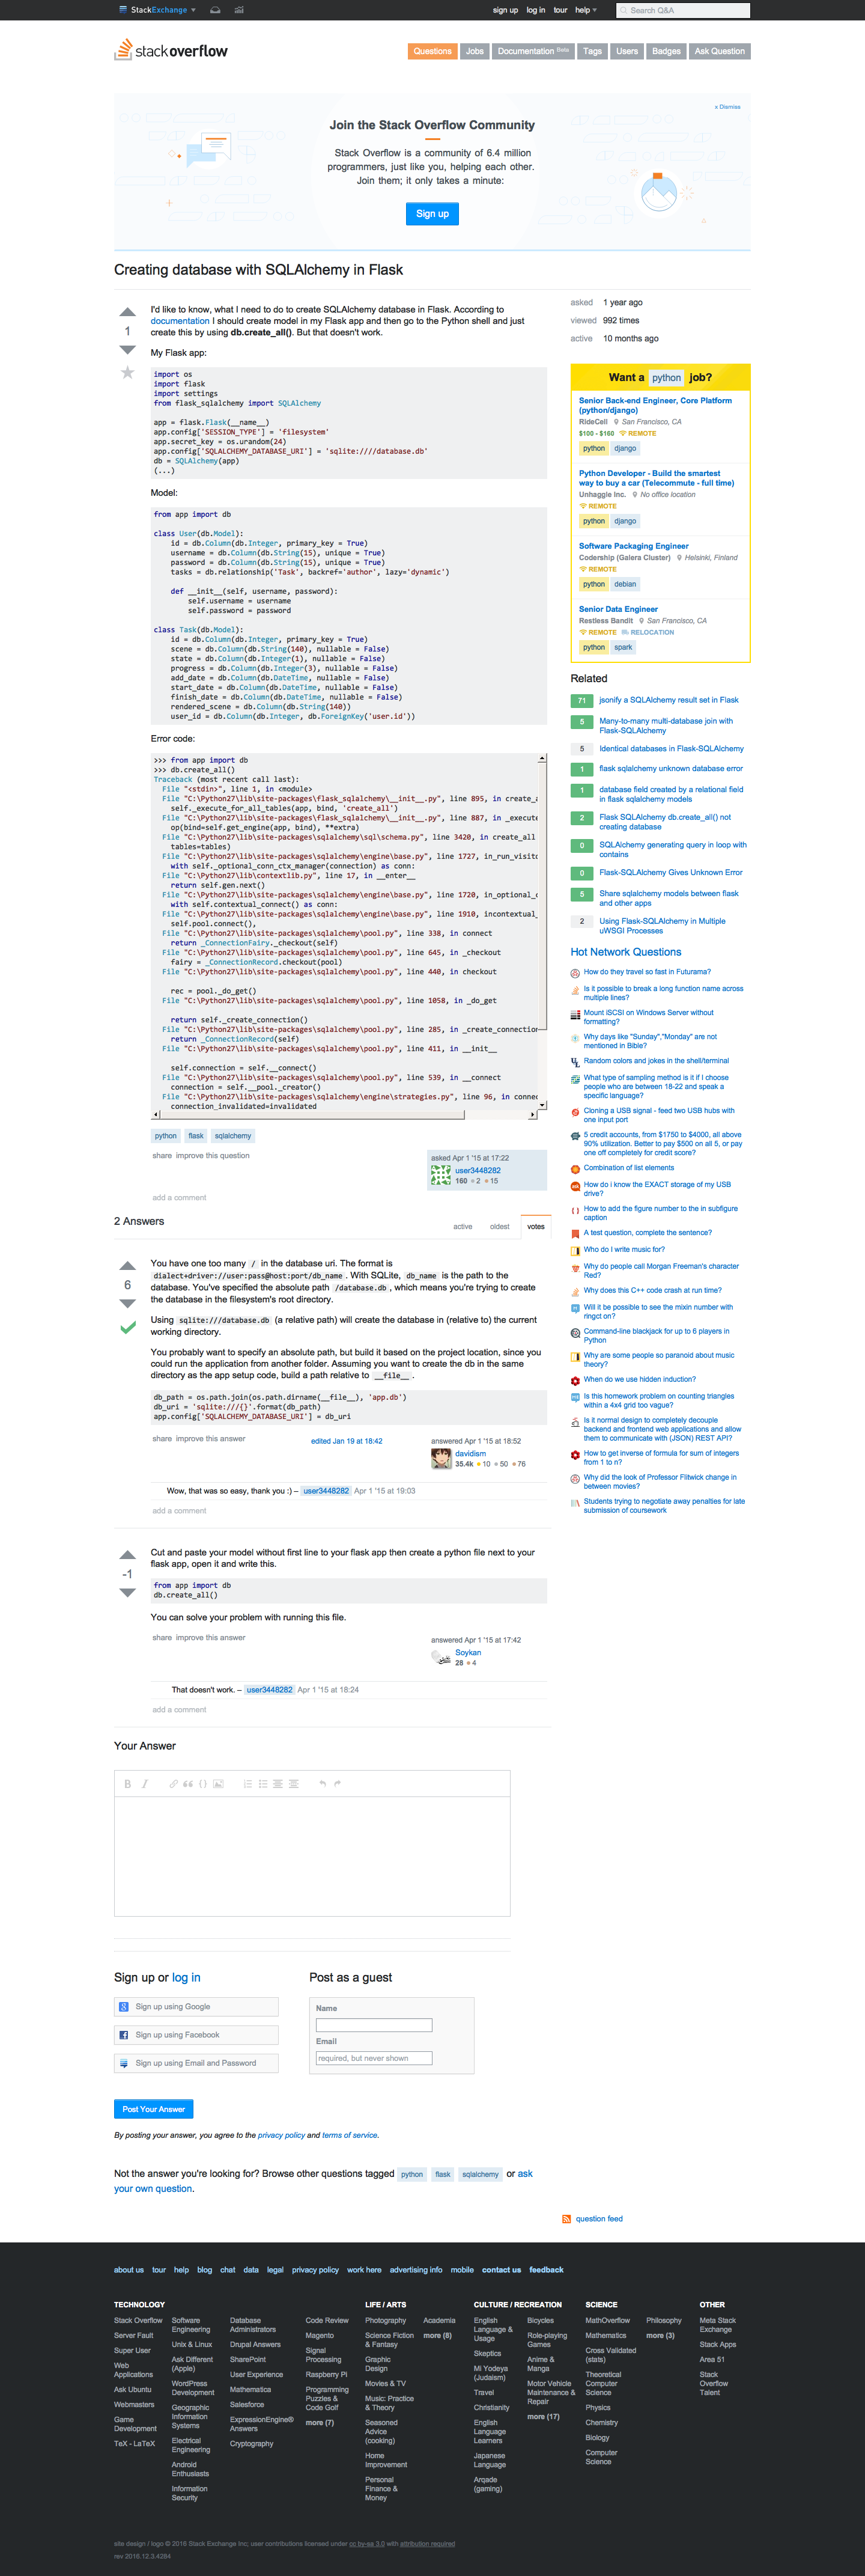 StackExchange
sign up log in tour help
Search Q&A
stackoverflow
Questions Jobs Documentation Beta Tags Users Badges Ask Question
x Dismiss
Join the Stack Overflow Community
Stack Overflow is a community of 6.4 million
programmers, just like you, helping each other.
Join them; it only takes a minute:
Sign up
Creating database with SQLAlchemy in Flask
1
I'd like to know, what I need to do to create SQLAlchemy database in Flask. According to
documentation I should create model in my Flask app and then go to the Python shell and just
create this by using db.create_all(). But that doesn't work.
My Flask app:
import os
import flask
import settings
from flask_sqlalchemy import SQLAlchemy
app = flask.Flask(__name__)
app.config['SESSION_TYPE'] = 'filesystem'
app.secret_key = os.urandom(24)
app.config['SQLALCHEMY_DATABASE_URI'] = 'sqlite:////database.db'
db = SQLAlchemy(app)
(...)
Model:
from app import db
class User(db.Model):
id = db.Column(db.Integer, primary_key = True)
username = db.Column(db.String(15), unique = True)
password = db.Column(db.String(15), unique = True)
tasks = db.relationship('Task', backref='author', lazy='dynamic')
def __init__(self, username, password):
self.username = username
self.password = password
class Task(db.Model):
id = db.Column(db.Integer, primary_key = True)
scene = db.Column(db.String(140), nullable = False)
state = db.Column(db.Integer(1), nullable = False)
progress = db.Column(db.Integer(3), nullable = False)
add_date = db.Column(db.DateTime, nullable = False)
start_date = db.Column(db.DateTime, nullable = False)
finish_date = db.Column(db.DateTime, nullable = False)
rendered_scene = db.Column(db.String(140))
user_id = db.Column(db.Integer, db.ForeignKey('user.id'))
Error code:
>>> from app import db
>>> db.create_all()
Traceback (most recent call last):
File "<stdin>", line 1, in <module>
File "C:\Python27\lib\site-packages\flask_sqlalchemy\__init__.py", line 895, in create_a
self._execute_for_all_tables(app, bind, 'create_all')
File "C:\Python27\lib\site-packages\flask_sqlalchemy\__init__.py", line 887, in _execute
op(bind=self.get_engine(app, bind), **extra)
File "C:\Python27\lib\site-packages\sqlalchemy\sql\schema.py", line 3420, in create_all
tables=tables)
File "C:\Python27\lib\site-packages\sqlalchemy\engine\base.py", line 1727, in_run_visito
with self._optional_conn_ctx_manager(connection) as conn:
File "C:\Python27\lib\contextlib.py", line 17, in __enter__
return self.gen.next()
File "C:\Python27\lib\site-packages\sqlalchemy\engine\base.py", line 1720, in_optional_c
with self.contextual_connect() as conn:
File "C:\Python27\lib\site-packages\sqlalchemy\engine\base.py", line 1910, incontextual_
self.pool.connect(),
File "C:\Python27\lib\site-packages\sqlalchemy\pool.py", line 338, in connect
return _ConnectionFairy._checkout(self)
File "C:\Python27\lib\site-packages\sqlalchemy\pool.py", line 645, in _checkout
fairy = _ConnectionRecord.checkout(pool)
File "C:\Python27\lib\site-packages\sqlalchemy\pool.py", line 440, in checkout
rec = pool._do_get()
File "C:\Python27\lib\site-packages\sqlalchemy\pool.py", line 1058, in _do_get
return self._create_connection()
File "C:\Python27\lib\site-packages\sqlalchemy\pool.py", line 285, in _create_connection
return _ConnectionRecord(self)
File "C:\Python27\lib\site-packages\sqlalchemy\pool.py", line 411, in __init__
self.connection = self.__connect()
File "C:\Python27\lib\site-packages\sqlalchemy\pool.py", line 539, in __connect
connection = self.__pool._creator()
File "C:\Python27\lib\site-packages\sqlalchemy\engine\strategies.py", line 96, in connec
connection_invalidated=invalidated
python flask sqlalchemy
share improve this question
asked Apr 1 '15 at 17:22
user3448282
160 2 15
add a comment
2 Answers
active oldest votes
6
You have one too many / in the database uri. The format is
dialect+driver://user:pass@host:port/db_name. With SQLite, db_name is the path to the
database. You've specified the absolute path /database.db, which means you're trying to create
the database in the filesystem's root directory.
Using sqlite:///database.db (a relative path) will create the database in (relative to) the current
working directory.
You probably want to specify an absolute path, but build it based on the project location, since you
could run the application from another folder. Assuming you want to create the db in the same
directory as the app setup code, build a path relative to __file__.
db_path = os.path.join(os.path.dirname(__file__), 'app.db')
db_uri = 'sqlite:///{}'.format(db_path)
app.config['SQLALCHEMY_DATABASE_URI'] = db_uri
share improve this answer
edited Jan 19 at 18:42
answered Apr 1 '15 at 18:52
davidism
35.4k 10 50 76
Wow, that was so easy, thank you :) – user3448282 Apr 1 '15 at 19:03
add a comment
-1
Cut and paste your model without first line to your flask app then create a python file next to your
flask app, open it and write this.
from app import db
db.create_all()
You can solve your problem with running this file.
share improve this answer
answered Apr 1 '15 at 17:42
Soykan
28 4
That doesn't work. – user3448282 Apr 1 '15 at 18:24
add a comment
Your Answer
B I
Sign up or log in
Sign up using Google
Sign up using Facebook
Sign up using Email and Password
Post as a guest
Name
Email
required, but never shown
Post Your Answer
By posting your answer, you agree to the privacy policy and terms of service.
Not the answer you're looking for? Browse other questions tagged python flask sqlalchemy or ask
your own question.
asked 1 year ago
viewed 992 times
active 10 months ago
Want a python job?
Senior Back-end Engineer, Core Platform
(python/django)
RideCell San Francisco, CA
$100 - $160 REMOTE
python django
Python Developer - Build the smartest
way to buy a car (Telecommute - full time)
Unhaggle Inc. No office location
REMOTE
python django
Software Packaging Engineer
Codership (Galera Cluster) Helsinki, Finland
REMOTE
python debian
Senior Data Engineer
Restless Bandit San Francisco, CA
REMOTE RELOCATION
python spark
Related
71 jsonify a SQLAlchemy result set in Flask
5 Many-to-many multi-database join with
Flask-SQLAlchemy
5 Identical databases in Flask-SQLAlchemy
1 flask sqlalchemy unknown database error
1 database field created by a relational field
in flask sqlalchemy models
2 Flask SQLAlchemy db.create_all() not
creating database
0 SQLAlchemy generating query in loop with
contains
0 Flask-SQLAlchemy Gives Unknown Error
5 Share sqlalchemy models between flask
and other apps
2 Using Flask-SQLAlchemy in Multiple
uWSGI Processes
Hot Network Questions
How do they travel so fast in Futurama?
Is it possible to break a long function name across
multiple lines?
Mount iSCSI on Windows Server without
formatting?
Why days like "Sunday","Monday" are not
mentioned in Bible?
Random colors and jokes in the shell/terminal
What type of sampling method is it if I choose
people who are between 18-22 and speak a
specific language?
Cloning a USB signal - feed two USB hubs with
one input port
5 credit accounts, from $1750 to $4000, all above
90% utilization. Better to pay $500 on all 5, or pay
one off completely for credit score?
Combination of list elements
How do i know the EXACT storage of my USB
drive?
How to add the figure number to the in subfigure
caption
A test question, complete the sentence?
Who do I write music for?
Why do people call Morgan Freeman's character
Red?
Why does this C++ code crash at run time?
Will it be possible to see the mixin number with
ringct on?
Command-line blackjack for up to 6 players in
Python
Why are some people so paranoid about music
theory?
When do we use hidden induction?
Is this homework problem on counting triangles
within a 4x4 grid too vague?
Is it normal design to completely decouple
backend and frontend web applications and allow
them to communicate with (JSON) REST API?
How to get inverse of formula for sum of integers
from 1 to n?
Why did the look of Professor Flitwick change in
between movies?
Students trying to negotiate away penalties for late
submission of coursework
question feed
about us tour help blog chat data legal privacy policy work here advertising info mobile contact us feedback
TECHNOLOGY
Stack Overflow
Server Fault
Super User
Web
Applications
Ask Ubuntu
Webmasters
Game
Development
TeX - LaTeX
Software
Engineering
Unix & Linux
Ask Different
(Apple)
WordPress
Development
Geographic
Information
Systems
Electrical
Engineering
Android
Enthusiasts
Information
Security
Database
Administrators
Drupal Answers
SharePoint
User Experience
Mathematica
Salesforce
ExpressionEngine®
Answers
Cryptography
Code Review
Magento
Signal
Processing
Raspberry Pi
Programming
Puzzles &
Code Golf
more (7)
LIFE / ARTS
Photography
Science Fiction
& Fantasy
Graphic
Design
Movies & TV
Music: Practice
& Theory
Seasoned
Advice
(cooking)
Home
Improvement
Personal
Finance &
Money
Academia
more (8)
CULTURE / RECREATION
English
Language &
Usage
Skeptics
Mi Yodeya
(Judaism)
Travel
Christianity
English
Language
Learners
Japanese
Language
Arqade
(gaming)
Bicycles
Role-playing
Games
Anime &
Manga
Motor Vehicle
Maintenance &
Repair
more (17)
SCIENCE
MathOverflow
Mathematics
Cross Validated
(stats)
Theoretical
Computer
Science
Physics
Chemistry
Biology
Computer
Science
Philosophy
more (3)
OTHER
Meta Stack
Exchange
Stack Apps
Area 51
Stack
Overflow
Talent
site design / logo © 2016 Stack Exchange Inc; user contributions licensed under cc by-sa 3.0 with attribution required
rev 2016.12.3.4284